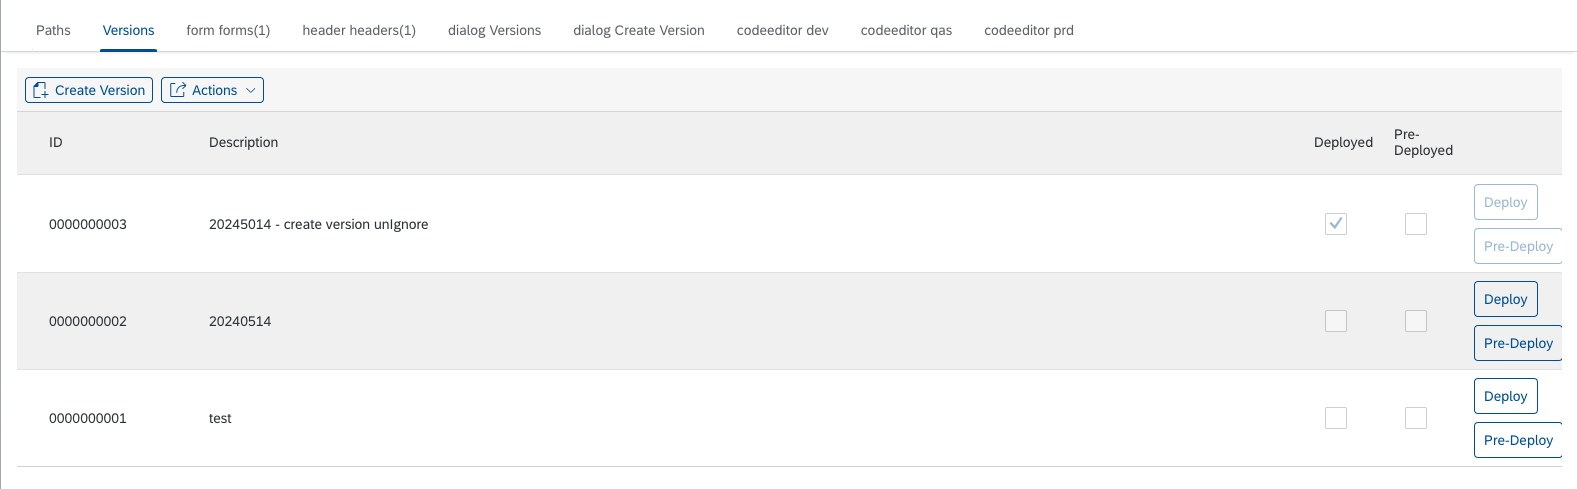 Paths Versions form forms(1) header headers(1) dialog Versions dialog Create Version codeeditor dev codeeditor qas codeeditor prd
Create Version Actions
ID Description Deployed Pre-
Deployed
0000000003 20245014 - create version unIgnore Deploy
Pre-Deploy
0000000002 20240514 Deploy
Pre-Deploy
0000000001 test Deploy
Pre-Deploy